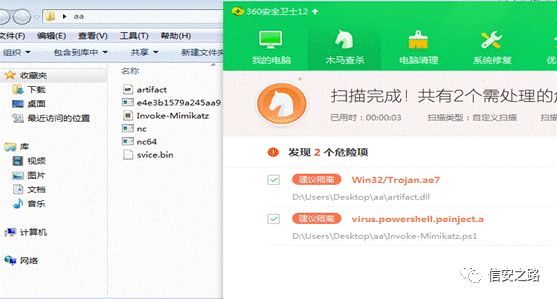 aa
文件(F) 编辑(E) 查看(V) 工具(T) 帮助(H)
组织 包含到库中 共享 新建文件夹
收藏夹
下载
桌面
最近访问的位置
库
视频
图片
文档
音乐
计算机
网络
名称
artifact
e4e3b1579a245aa9
Invoke-Mimikatz
nc
nc64
svice.bin
360安全卫士12
我的电脑
木马查杀
电脑清理
系统修复
优
扫描完成！共有2个需处理的
已用时：00:00:03 扫描类型：自定义扫描 扫
发现 2 个危险项
建议隔离 Win32/Trojan.ae7
D:\Users\Desktop\aa\artifact.dll
建议隔离 virus.powershell.peinject.a
D:\Users\Desktop\aa\Invoke-Mimikatz.ps1
信安之路